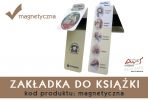 magnetyczna
ZAKŁADKA DO KSIĄŻKI
kod produktu: magnetyczna